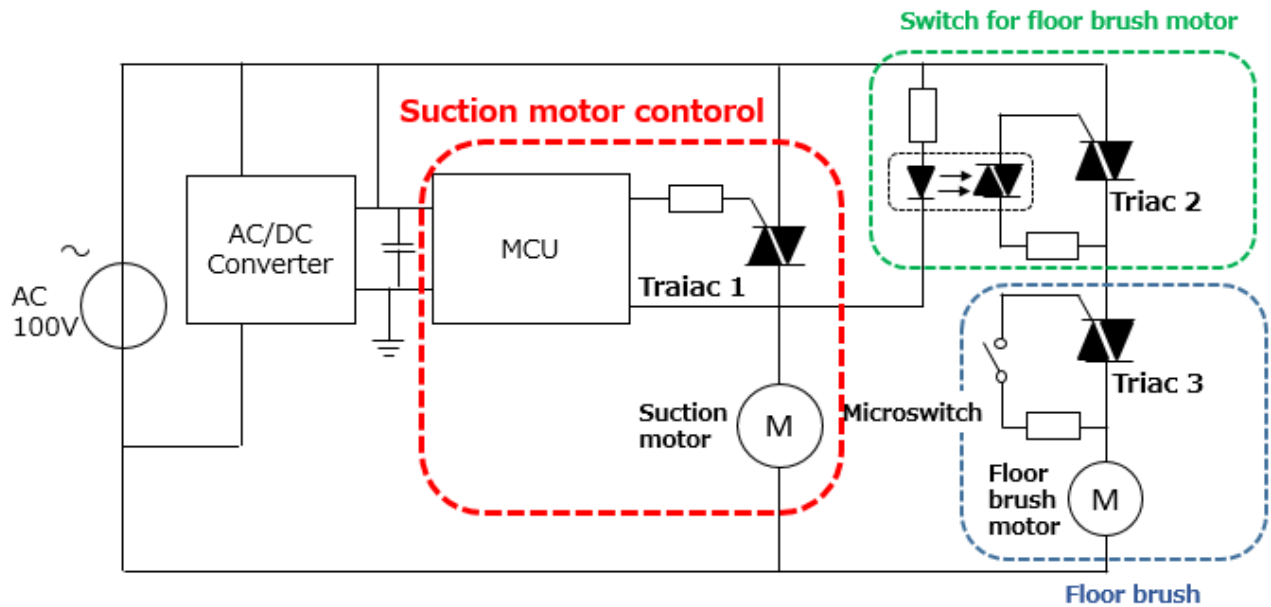 Switch for floor brush motor
Suction motor contorol
AC/DC
Converter
MCU
Triac 2
AC
100V
Traiac 1
Triac 3
Suction
motor
M
Microswitch
Floor
brush
motor
M
Floor brush